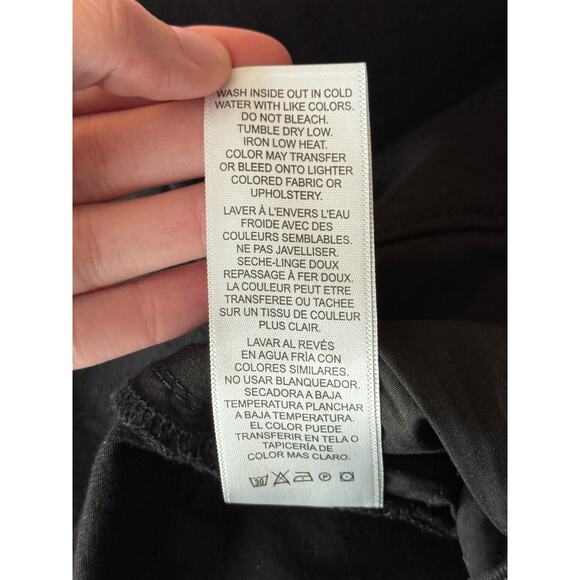 WASH INSIDE OUT IN COLD
WATER WITH LIKE COLORS.
DO NOT BLEACH.
TUMBLE DRY LOW.
IRON LOW HEAT.
COLOR MAY TRANSFER
OR BLEED ONTO LIGHTER
COLORED FABRIC OR
UPHOLSTERY.
LAVER À L'ENVERS L'EAU
FROIDE AVEC DES
COULEURS SEMBLABLES.
NE PAS JAVELLISER.
SECHE-LINGE DOUX
REPASSAGE À FER DOUX.
LA COULEUR PEUT ETRE
TRANSFEREE OU TACHEE
SUR UN TISSU DE COULEUR
PLUS CLAIR.
LAVAR AL REVÉS
EN AGUA FRÍA CON
COLORES SIMILARES.
NO USAR BLANQUEADOR.
SECADORA A BAJA
TEMPERATURA PLANCHAR
A BAJA TEMPERATURA.
EL COLOR PUEDE
TRANSFERIR EN TELA O
TAPICERÍA DE
COLOR MAS CLARO.
30 P